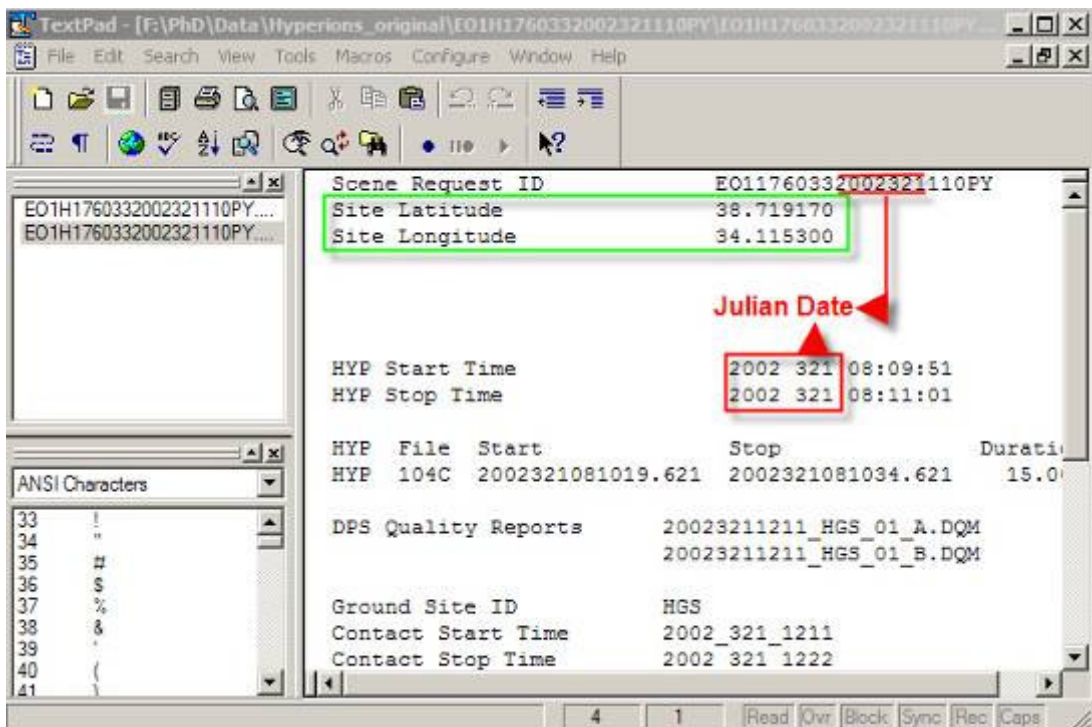 TextPad - [F:\PhD\Data\Hyperions_original\EO1H1760332002321110PY\EO1H1760332002321110PY...
File Edit Search View Tools Macros Configure Window Help
EO1H1760332002321110PY....
EO1H1760332002321110PY....
ANSI Characters
33 !
34 "
35 #
36 $
37 %
38 &
39 '
40 (
41 )
Scene Request ID EO11760332002321110PY
Site Latitude 38.719170
Site Longitude 34.115300
Julian Date
HYP Start Time 2002 321 08:09:51
HYP Stop Time 2002 321 08:11:01
HYP File Start Stop Durati
HYP 104C 2002321081019.621 2002321081034.621 15.0
DPS Quality Reports 20023211211_HGS_01_A.DQM
20023211211_HGS_01_B.DQM
Ground Site ID HGS
Contact Start Time 2002_321_1211
Contact Stop Time 2002 321 1222
4 1 Read Ovr Block Sync Rec Caps